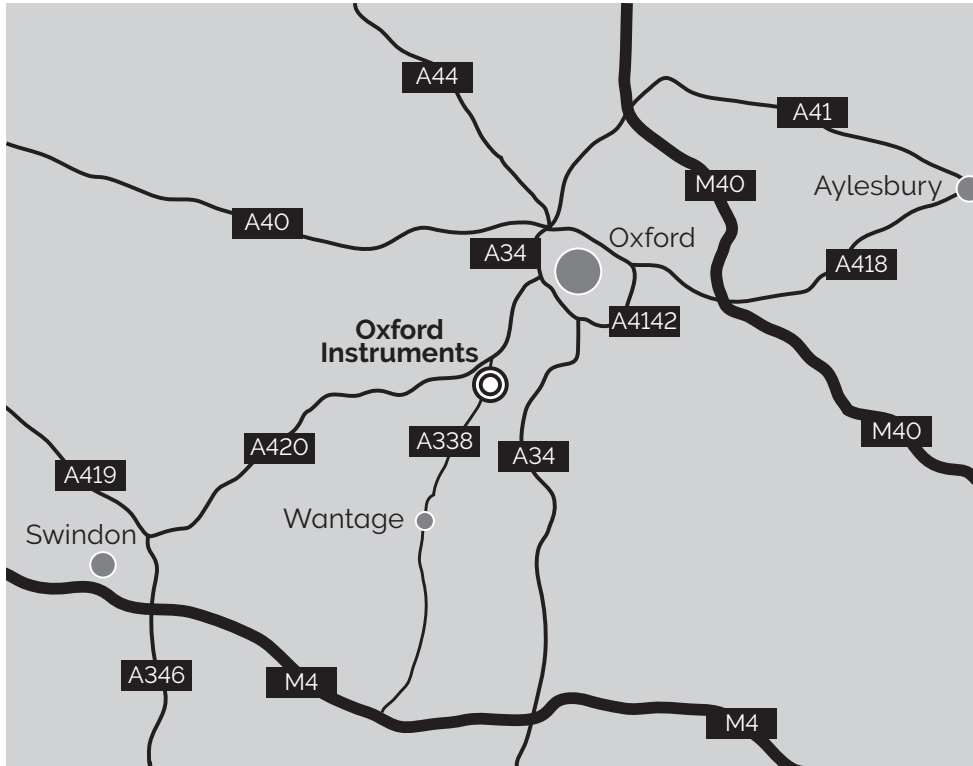 A44
A41
M40
Aylesbury
A40
Oxford
A34
A418
A4142
Oxford
Instruments
M40
A338
A420
A34
A419
Wantage
Swindon
A346
M4
M4